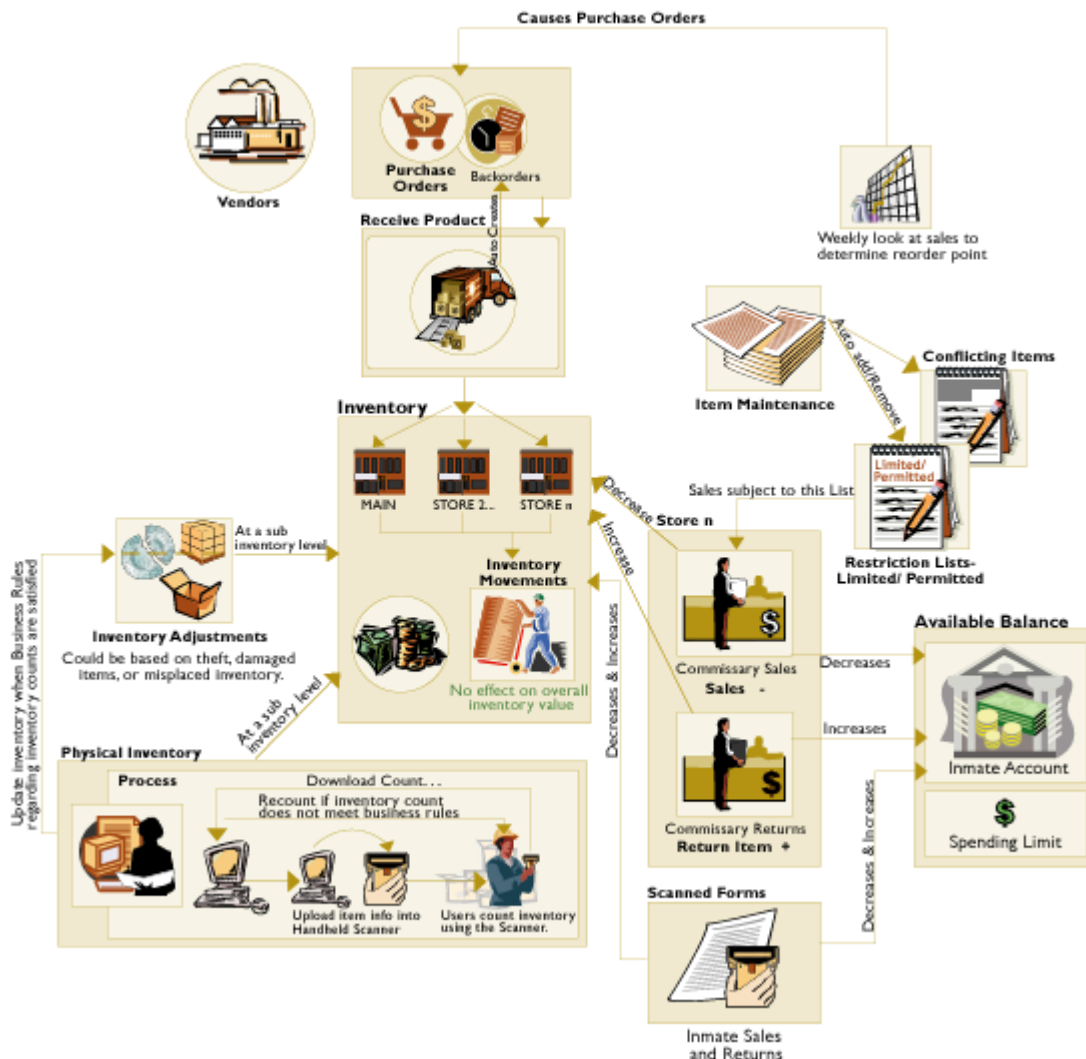 Causes Purchase Orders
Purchase
Orders
Backorders
Vendors
Receive Product
Auto Creates
Weekly look at sales to
determine reorder point
Item Maintenance
Auto add/Remove
Conflicting Items
Limited/
Permitted
Restriction Lists-
Limited/ Permitted
Sales subject to this List
Inventory
MAIN
STORE 2...
STORE n
Inventory
Movements
No effect on overall
inventory value
Decrease
Increase
Store n
At a sub
inventory level
Inventory Adjustments
Could be based on theft, damaged
items, or misplaced inventory.
At a sub
inventory level
Update inventory when Business Rules
regarding inventory counts are satisfied
Commissary Sales
Sales -
Commissary Returns
Return Item +
Decreases
Increases
Available Balance
Inmate Account
$
Spending Limit
Decreases & Increases
Decreases & Increases
Physical Inventory
Process
Download Count...
Recount if inventory count
does not meet business rules
Upload item info into
Handheld Scanner
Users count inventory
using the Scanner.
Scanned Forms
Inmate Sales
and Returns